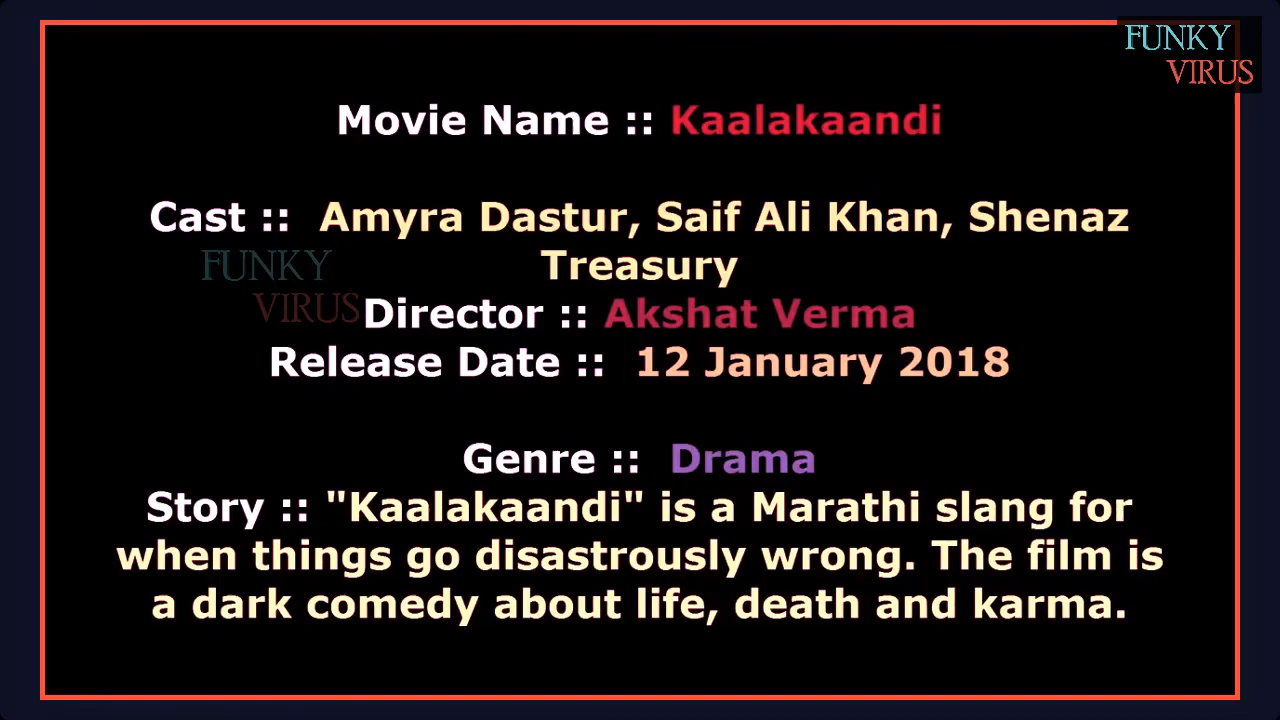 FUNKY
VIRUS
Movie Name :: Kaalakaandi
Cast :: Amyra Dastur, Saif Ali Khan, Shenaz
Treasury
FUNKY
VIRUS
Director :: Akshat Verma
Release Date :: 12 January 2018
Genre :: Drama
Story :: "Kaalakaandi" is a Marathi slang for
when things go disastrously wrong. The film is
a dark comedy about life, death and karma.